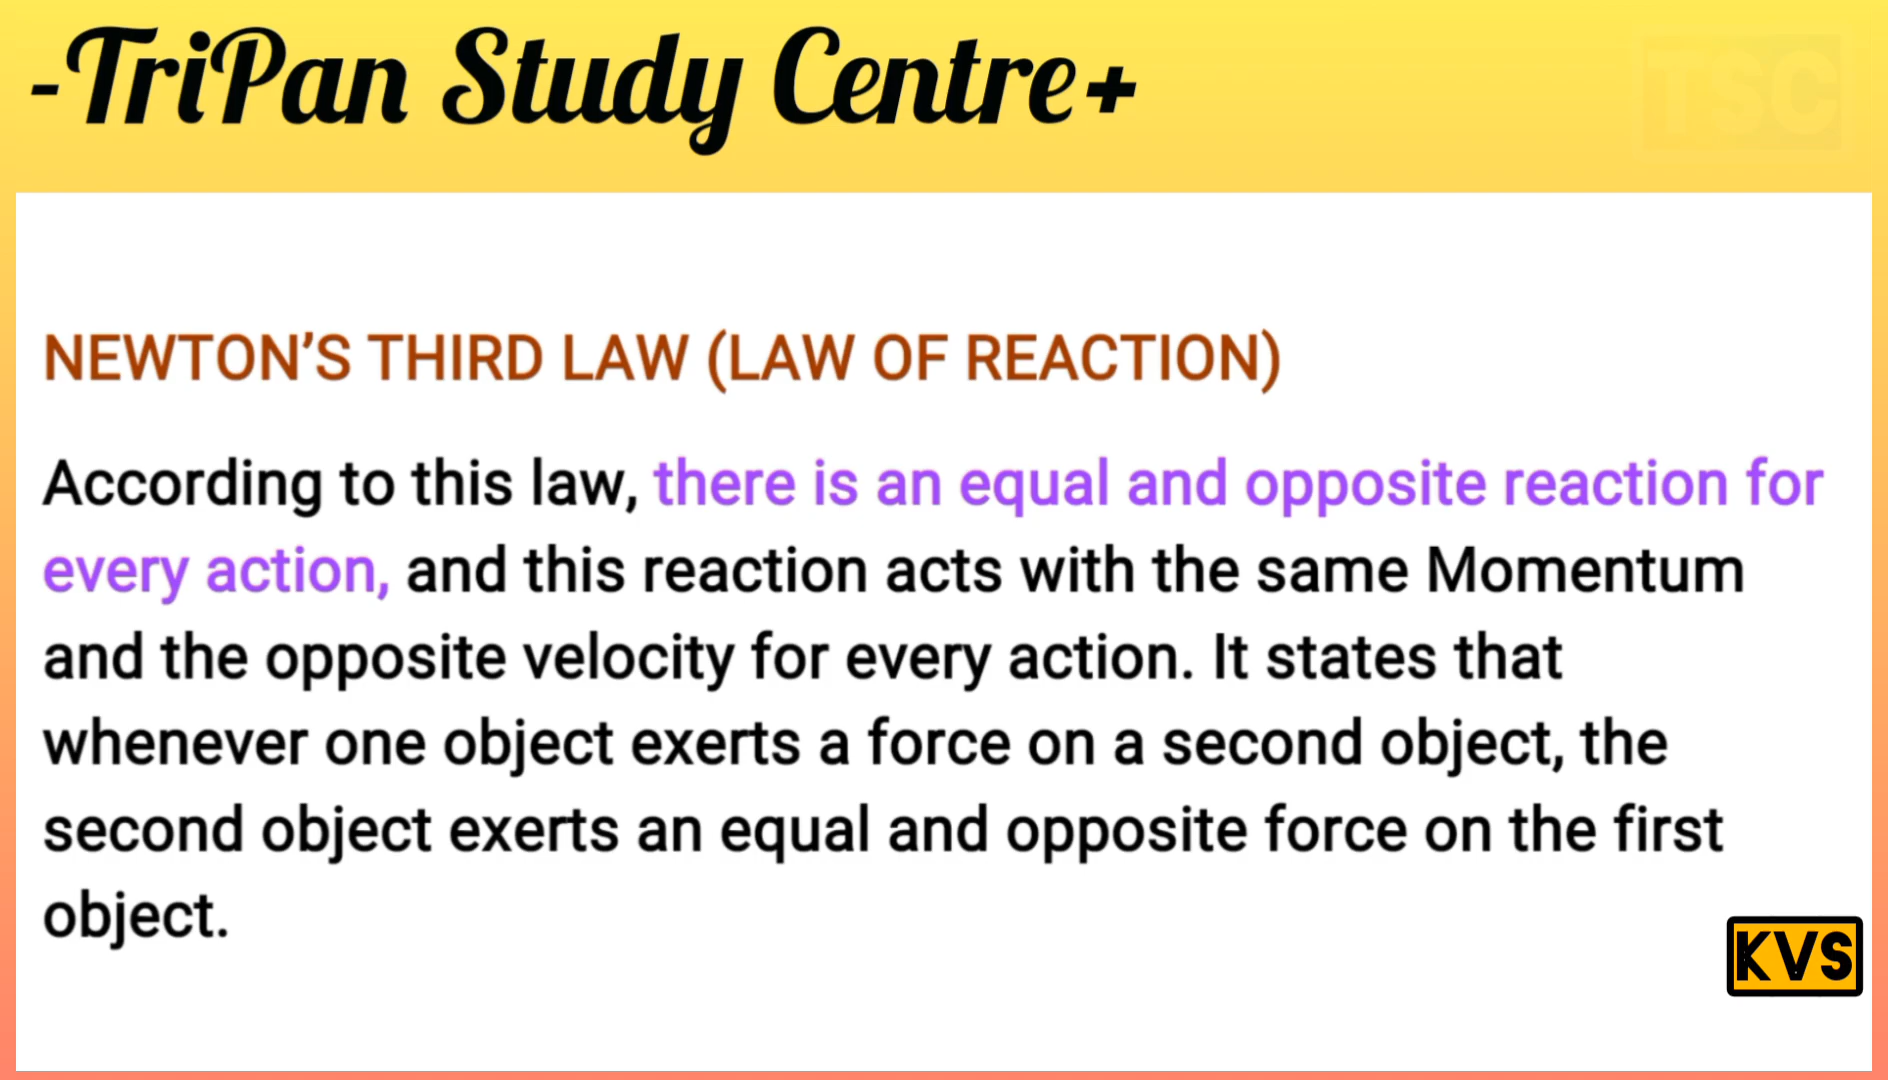 -TriPan Study Centre+
TSC
NEWTON’S THIRD LAW (LAW OF REACTION)
According to this law, there is an equal and opposite reaction for
every action, and this reaction acts with the same Momentum
and the opposite velocity for every action. It states that
whenever one object exerts a force on a second object, the
second object exerts an equal and opposite force on the first
object.
KVS